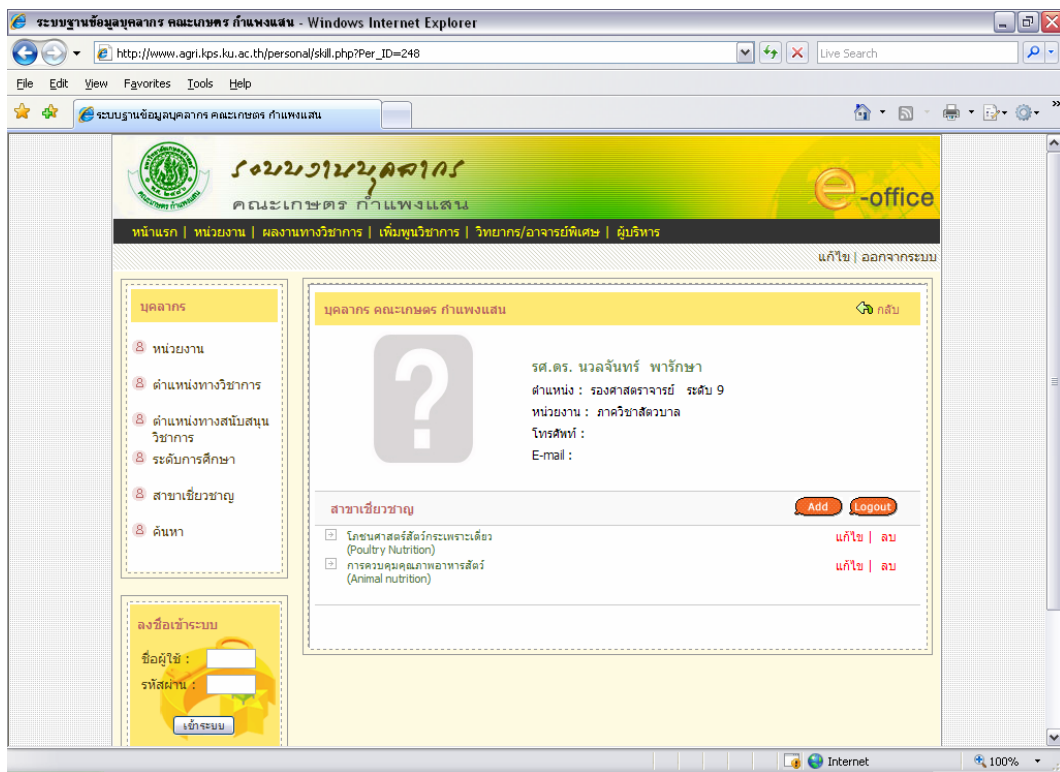 ระบบฐานข้อมูลบุคลากร คณะเกษตร กำแพงแสน - Windows Internet Explorer
http://www.agri.kps.ku.ac.th/personal/skill.php?Per_ID=248
Live Search
File Edit View Favorites Tools Help
ระบบฐานข้อมูลบุคลากร คณะเกษตร กำแพงแสน
ระบบงานบุคลากร
คณะเกษตร กำแพงแสน
e-office
หน้าแรก | หน่วยงาน | ผลงานทางวิชาการ | เพิ่มพูนวิชาการ | วิทยากร/อาจารย์พิเศษ | ผู้บริหาร
แก้ไข | ออกจากระบบ
บุคลากร
หน่วยงาน
ตำแหน่งทางวิชาการ
ตำแหน่งทางสนับสนุน
วิชาการ
ระดับการศึกษา
สาขาเชี่ยวชาญ
ค้นหา
ลงชื่อเข้าระบบ
ชื่อผู้ใช้ :
รหัสผ่าน :
เข้าระบบ
บุคลากร คณะเกษตร กำแพงแสน
กลับ
?
รศ.ดร. นวลจันทร์ พารักษา
ตำแหน่ง : รองศาสตราจารย์ ระดับ 9
หน่วยงาน : ภาควิชาสัตวบาล
โทรศัพท์ :
E-mail :
สาขาเชี่ยวชาญ
Add Logout
โภชนศาสตร์สัตว์กระเพราะเดี่ยว
(Poultry Nutrition)
แก้ไข | ลบ
การควบคุมคุณภาพอาหารสัตว์
(Animal nutrition)
แก้ไข | ลบ
Internet
100%